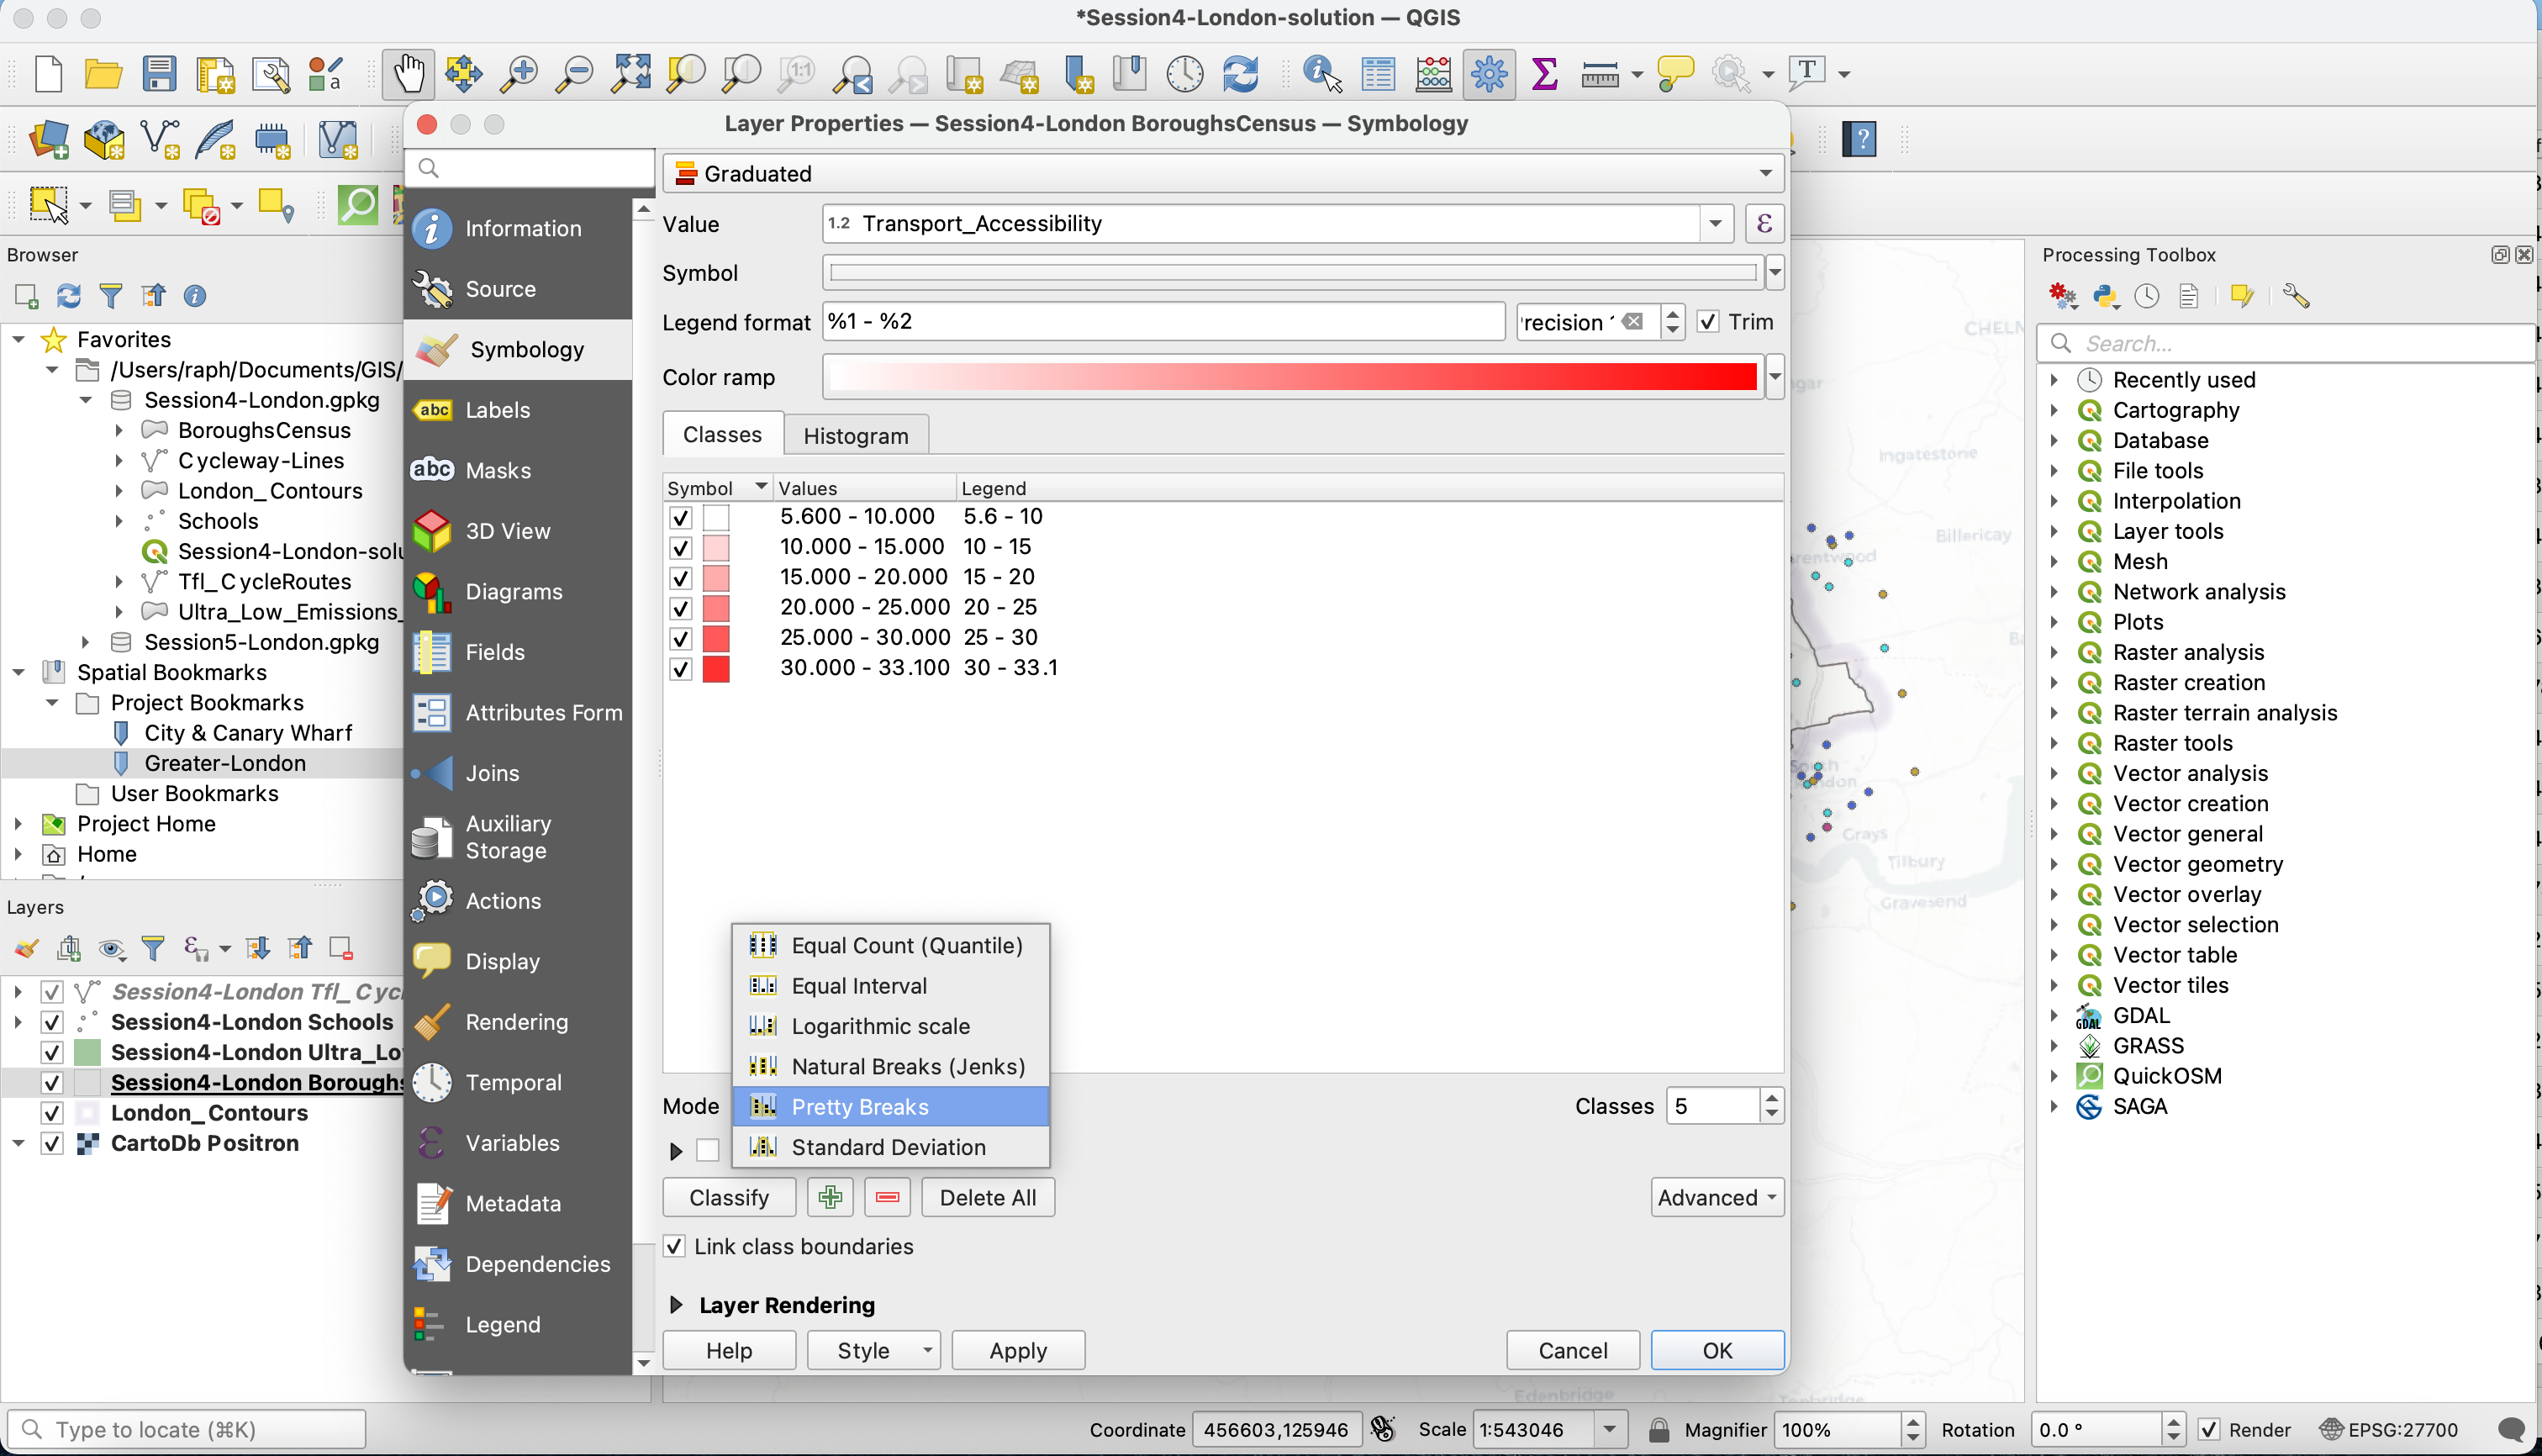 *Session4-London-solution — QGIS
Layer Properties — Session4-London BoroughsCensus — Symbology
Information
Source
Symbology
Labels
Masks
3D View
Diagrams
Fields
Attributes Form
Joins
Auxiliary
Storage
Actions
Display
Rendering
Temporal
Variables
Metadata
Dependencies
Legend
Graduated
Value
1.2 Transport_Accessibility
Symbol
Legend format
%1 - %2
Trim
Color ramp
Classes
Histogram
Symbol Values Legend
5.600 - 10.000 5.6 - 10
10.000 - 15.000 10 - 15
15.000 - 20.000 15 - 20
20.000 - 25.000 20 - 25
25.000 - 30.000 25 - 30
30.000 - 33.100 30 - 33.1
Equal Count (Quantile)
Equal Interval
Logarithmic scale
Natural Breaks (Jenks)
Mode
Pretty Breaks
Standard Deviation
Classes 5
Classify
Delete All
Advanced
Link class boundaries
Layer Rendering
Help
Style
Apply
Cancel
OK
Browser
Favorites
/Users/raph/Documents/GIS/
Session4-London.gpkg
BoroughsCensus
Cycleway-Lines
London_Contours
Schools
Session4-London-solu
Tfl_CycleRoutes
Ultra_Low_Emissions_
Session5-London.gpkg
Spatial Bookmarks
Project Bookmarks
City & Canary Wharf
Greater-London
User Bookmarks
Project Home
Home
Layers
Session4-London Tfl_Cycl
Session4-London Schools
Session4-London Ultra_Lo
Session4-London Boroughs
London_Contours
CartoDb Positron
Ingatestone
Billericay
Grays
Tilbury
Gravesend
Edenbridge
Processing Toolbox
Search...
Recently used
Cartography
Database
File tools
Interpolation
Layer tools
Mesh
Network analysis
Plots
Raster analysis
Raster creation
Raster terrain analysis
Raster tools
Vector analysis
Vector creation
Vector general
Vector geometry
Vector overlay
Vector selection
Vector table
Vector tiles
GDAL
GRASS
QuickOSM
SAGA
Type to locate (⌘K)
Coordinate 456603,125946
Scale 1:543046
Magnifier 100%
Rotation 0.0 °
Render
EPSG:27700